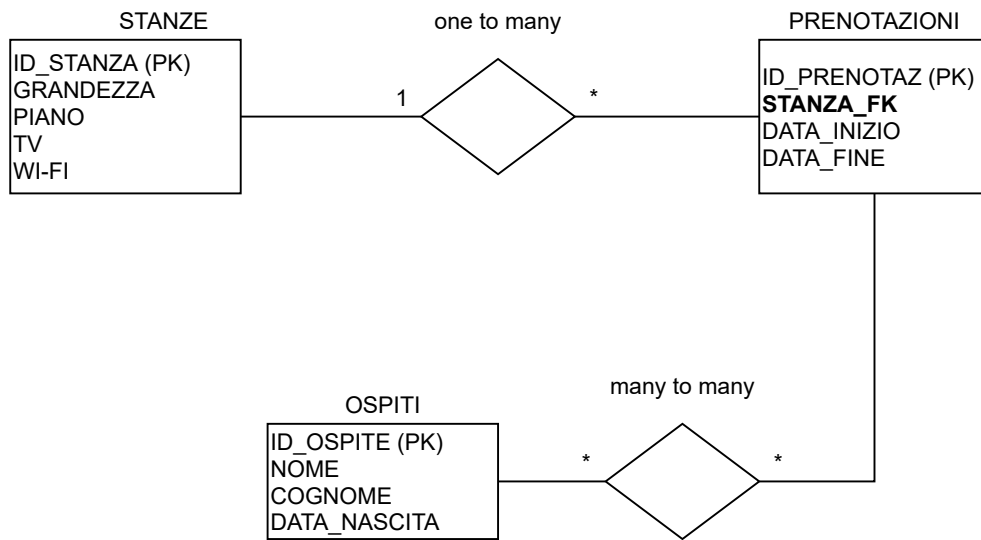 STANZE
ID_STANZA (PK)
GRANDEZZA
PIANO
TV
WI-FI
one to many
1
*
PRENOTAZIONI
ID_PRENOTAZ (PK)
STANZA_FK
DATA_INIZIO
DATA_FINE
many to many
*
*
OSPITI
ID_OSPITE (PK)
NOME
COGNOME
DATA_NASCITA